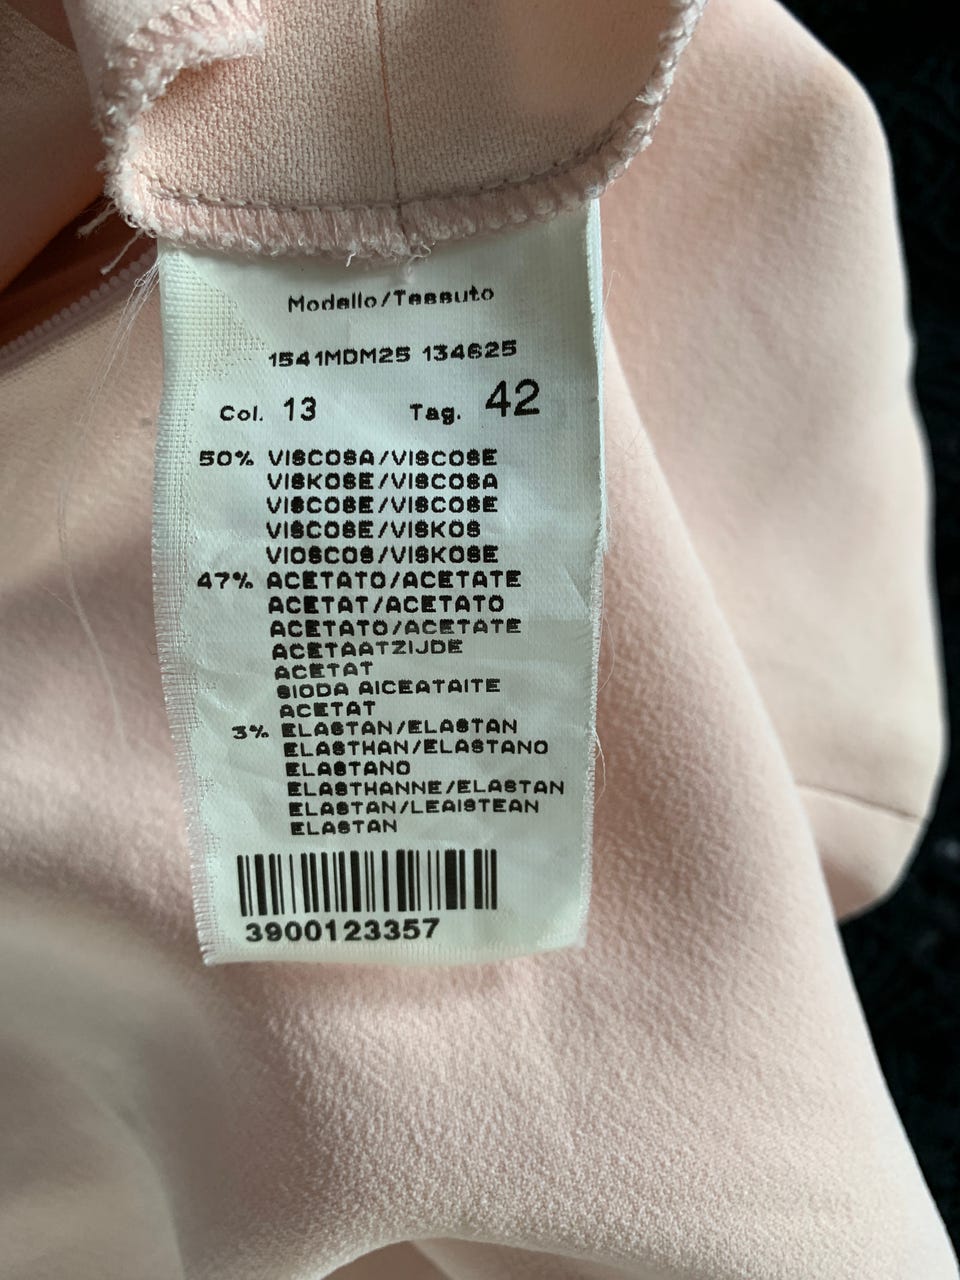 Modello/Tessuto
1541MDM25 134625
Col. 13 Tag. 42
50% VISCOSA/VISCOSE
VISKOSE/VISCOSA
VISCOSE/VISCOSE
VISCOSE/VISKOS
VIOSCOS/VISKOSE
47% ACETATO/ACETATE
ACETAT/ACETATO
ACETATO/ACETATE
ACETAATZIJDE
ACETAT
SIODA AICEATAITE
ACETAT
3% ELASTAN/ELASTAN
ELASTHAN/ELASTANO
ELASTANO
ELASTHANNE/ELASTAN
ELASTAN/LEAISTEAN
ELASTAN
3900123357